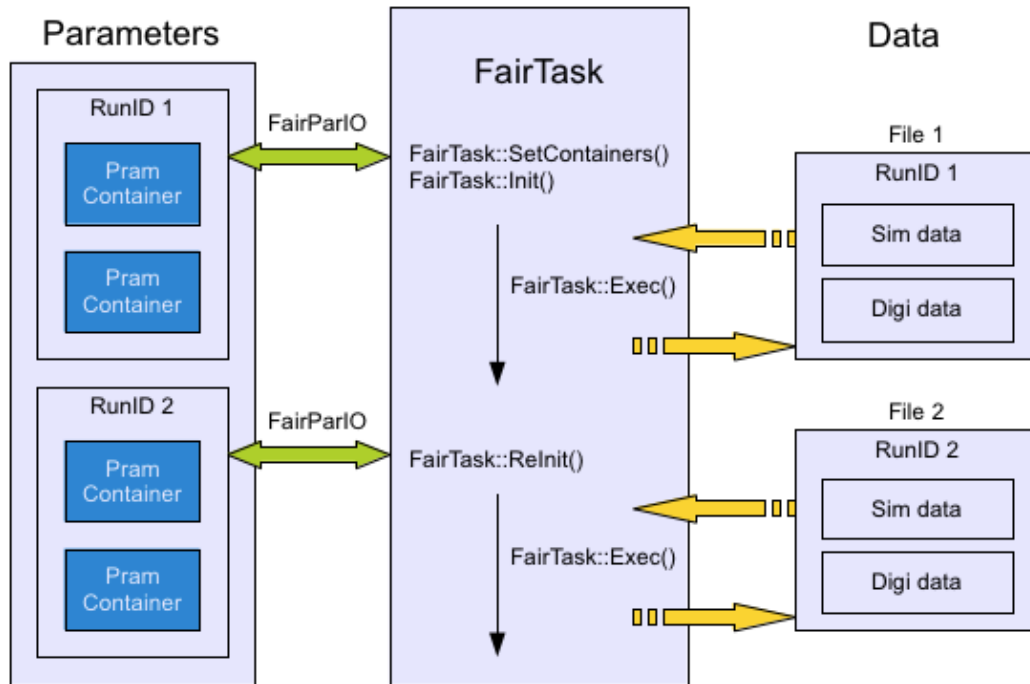 Parameters
RunID 1
Pram
Container
Pram
Container
RunID 2
Pram
Container
Pram
Container
FairParIO
FairParIO
FairTask
FairTask::SetContainers()
FairTask::Init()
FairTask::Exec()
FairTask::ReInit()
FairTask::Exec()
Data
File 1
RunID 1
Sim data
Digi data
File 2
RunID 2
Sim data
Digi data